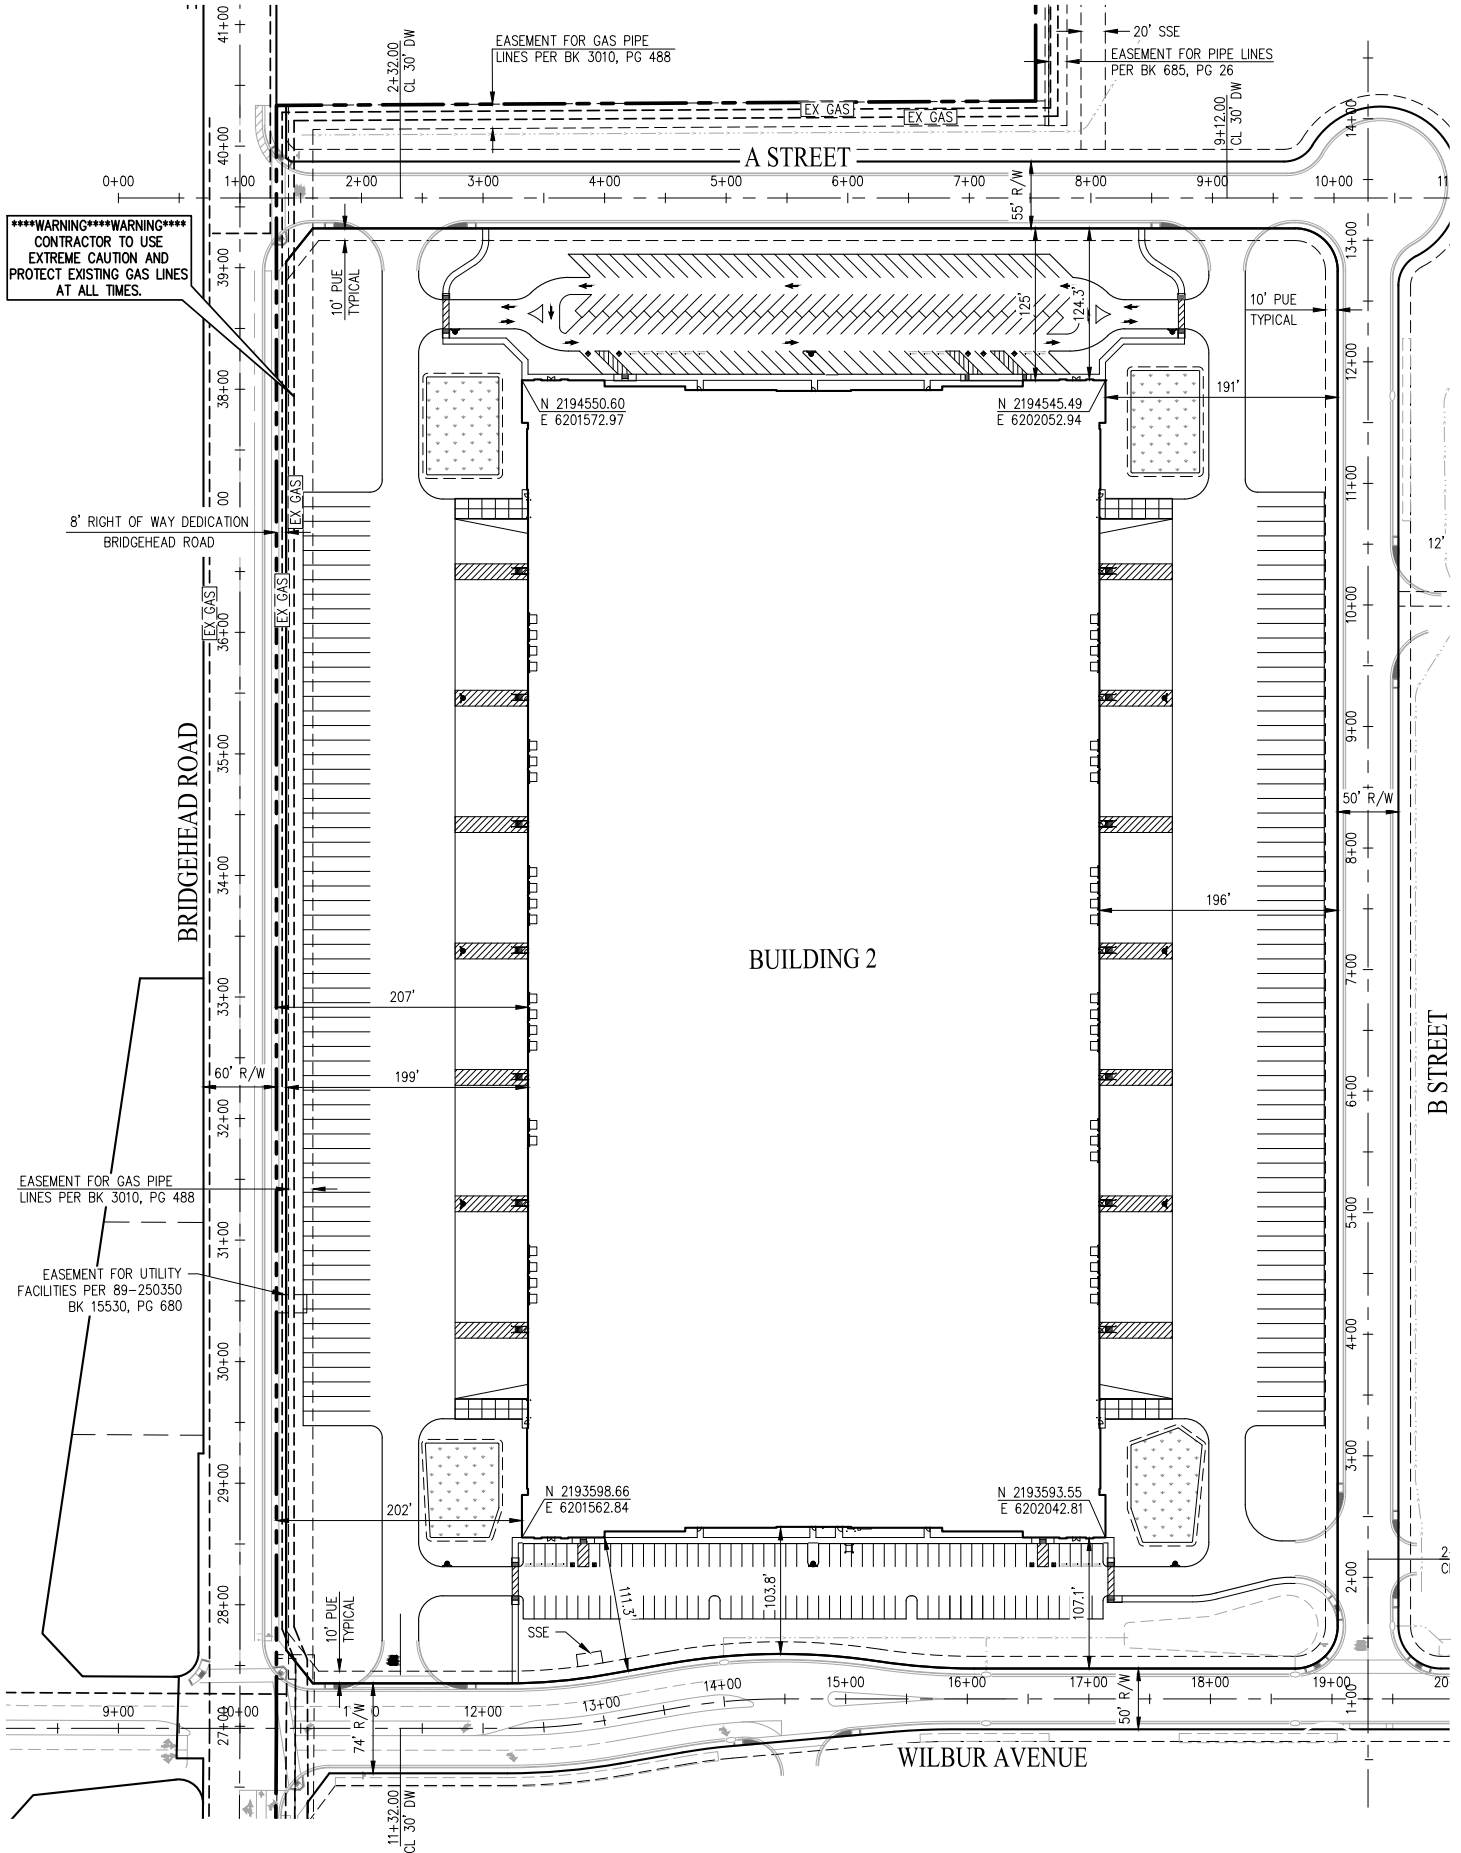 41+00
2+32.00
CL 30' DW
EASEMENT FOR GAS PIPE
LINES PER BK 3010, PG 488
20' SSE
EASEMENT FOR PIPE LINES
PER BK 685, PG 26
EX GAS
EX GAS
9+12.00
CL 30' DW
14+00
40+00
A STREET
0+00
1+00
2+00
3+00
4+00
5+00
6+00
7+00
8+00
9+00
10+00
11
55' R/W
****WARNING****WARNING****
CONTRACTOR TO USE
EXTREME CAUTION AND
PROTECT EXISTING GAS LINES
AT ALL TIMES.
39+00
13+00
10' PUE
TYPICAL
125'
124.3'
10' PUE
TYPICAL
38+00
12+00
191'
N 2194550.60
E 6201572.97
N 2194545.49
E 6202052.94
00
EX GAS
11+00
8' RIGHT OF WAY DEDICATION
BRIDGEHEAD ROAD
12'
EX GAS
EX GAS
36+00
10+00
BRIDGEHEAD ROAD
35+00
9+00
50' R/W
34+00
8+00
196'
BUILDING 2
33+00
7+00
207'
B STREET
60' R/W
199'
32+00
6+00
EASEMENT FOR GAS PIPE
LINES PER BK 3010, PG 488
31+00
5+00
EASEMENT FOR UTILITY
FACILITIES PER 89-250350
BK 15530, PG 680
30+00
4+00
29+00
3+00
N 2193598.66
E 6201562.84
N 2193593.55
E 6202042.81
202'
2
28+00
2+00
10' PUE
TYPICAL
111.3'
103.8'
107.1'
SSE
9+00
10+00
12+00
13+00
14+00
15+00
16+00
17+00
18+00
19+00
20
27+00
1+00
74' R/W
50' R/W
WILBUR AVENUE
11+32.00
CL 30' DW